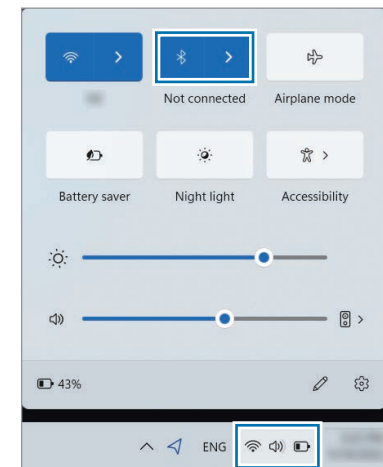 Not connected
Airplane mode
Battery saver
Night light
Accessibility
43%
ENG